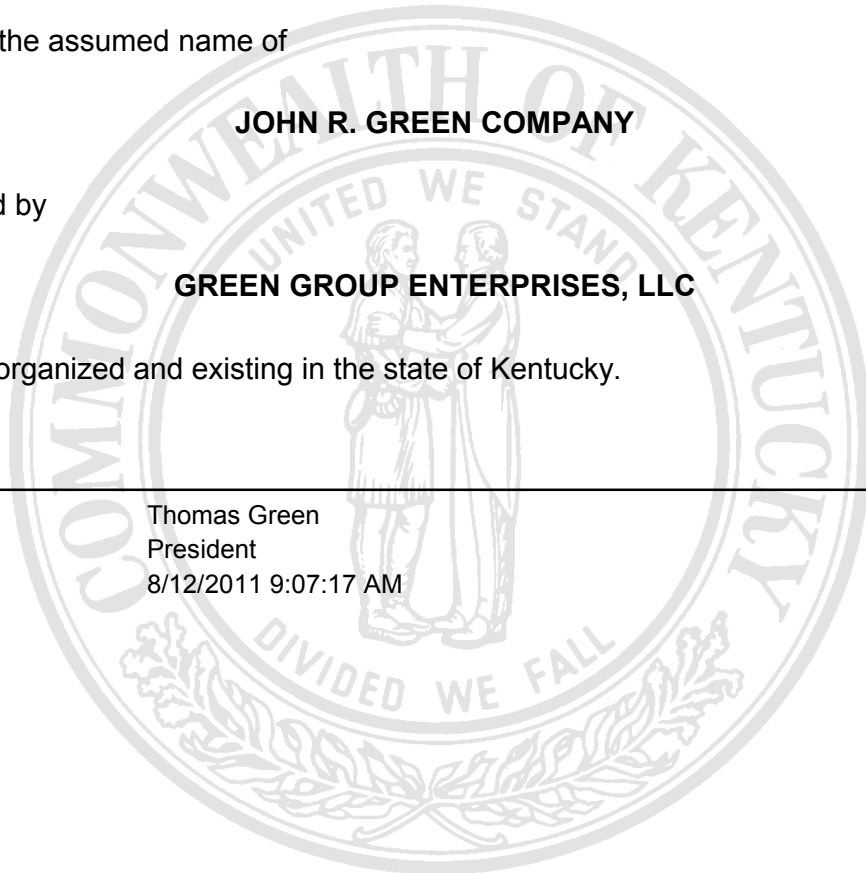 the assumed name of
JOHN R. GREEN COMPANY
d by
GREEN GROUP ENTERPRISES, LLC
organized and existing in the state of Kentucky.
Thomas Green
President
8/12/2011 9:07:17 AM
COMMONWEALTH OF KENTUCKY
UNITED WE STAND
DIVIDED WE FALL